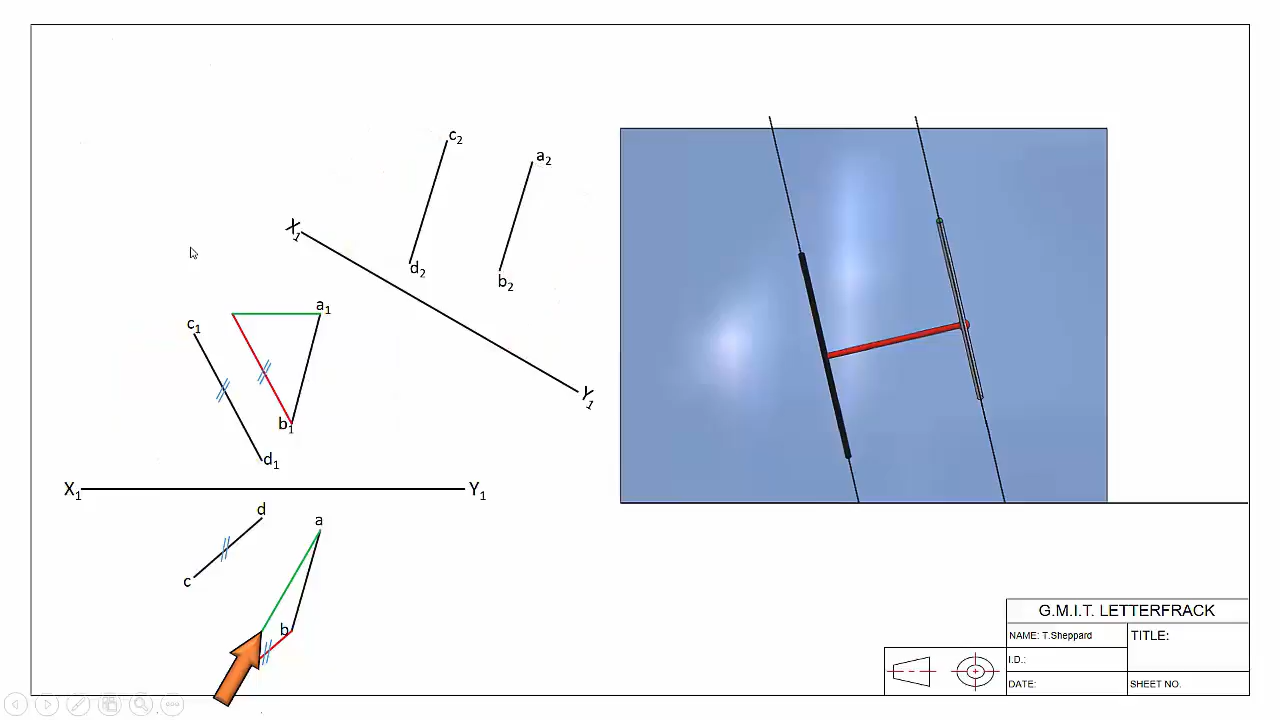 c2
a2
X1
d2
b2
a1
c1
Y1
b1
d1
X1
Y1
d
a
c
b
G.M.I.T. LETTERFRACK
NAME: T.Sheppard
TITLE:
I.D.:
DATE:
SHEET NO.